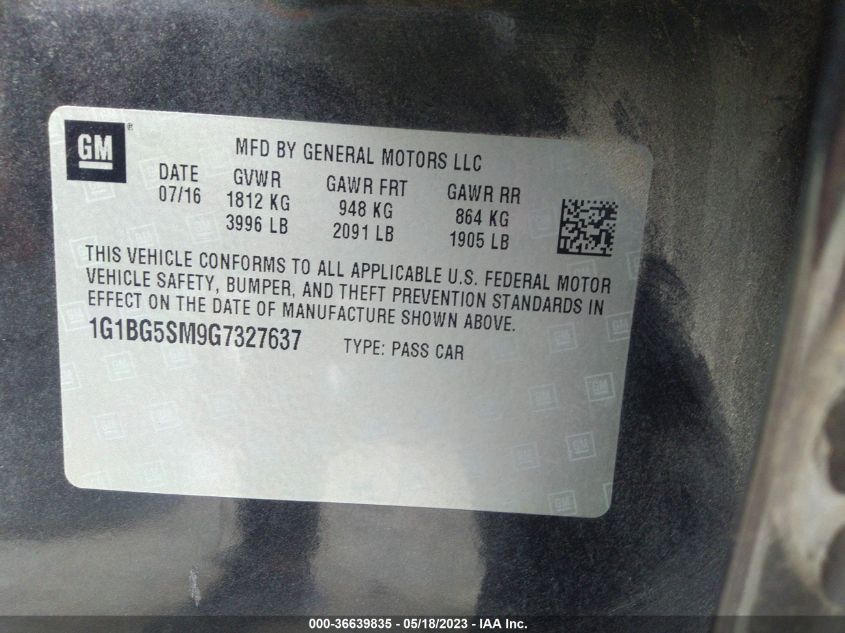 GM ®
MFD BY GENERAL MOTORS LLC
DATE GVWR GAWR FRT GAWR RR
07/16 1812 KG 948 KG 864 KG
3996 LB 2091 LB 1905 LB
THIS VEHICLE CONFORMS TO ALL APPLICABLE U.S. FEDERAL MOTOR
VEHICLE SAFETY, BUMPER, AND THEFT PREVENTION STANDARDS IN
EFFECT ON THE DATE OF MANUFACTURE SHOWN ABOVE.
1G1BG5SM9G7327637 TYPE: PASS CAR
000-36639835 - 05/18/2023 - IAA Inc.